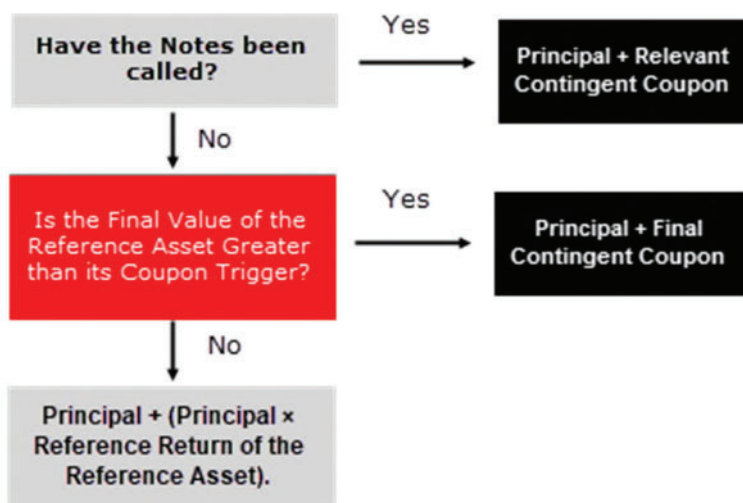 Have the Notes been
called?
Yes
Principal + Relevant
Contingent Coupon
No
Is the Final Value of the
Reference Asset Greater
than its Coupon Trigger?
Yes
Principal + Final
Contingent Coupon
No
Principal + (Principal ×
Reference Return of the
Reference Asset).